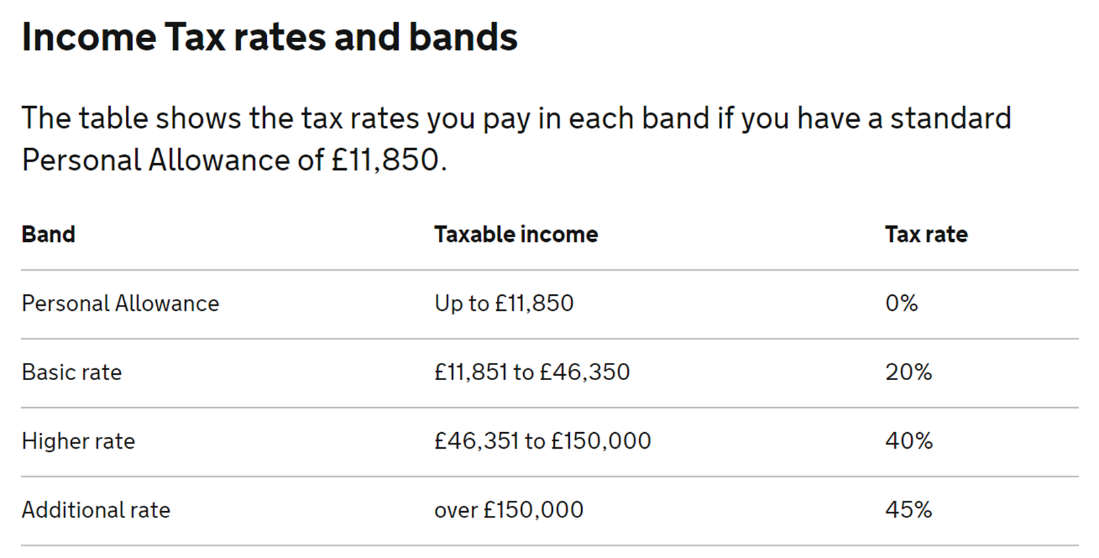 Income Tax rates and bands
The table shows the tax rates you pay in each band if you have a standard
Personal Allowance of £11,850.
Band Taxable income Tax rate
Personal Allowance Up to £11,850 0%
Basic rate £11,851 to £46,350 20%
Higher rate £46,351 to £150,000 40%
Additional rate over £150,000 45%